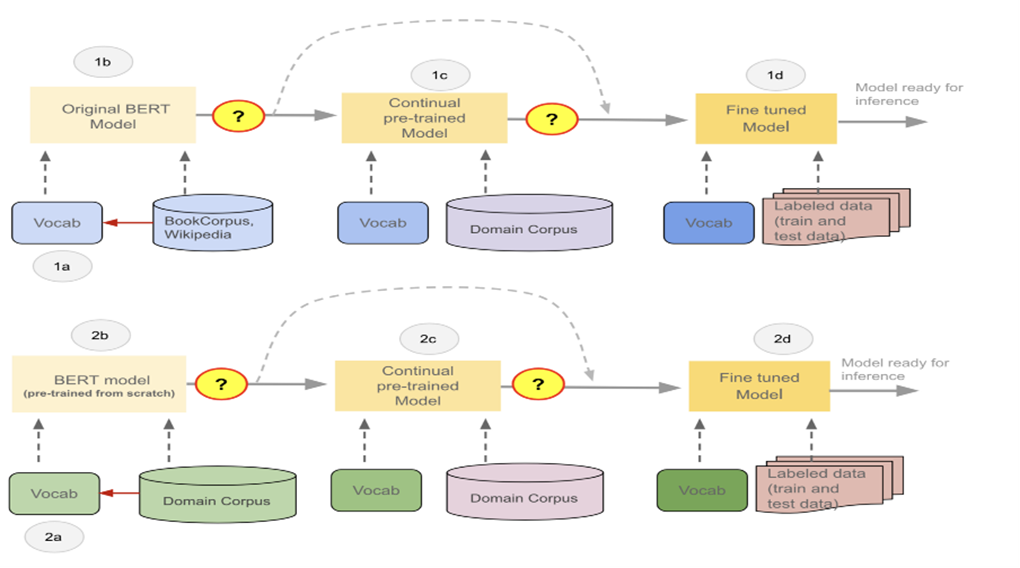 1b
1c
1d
Original BERT
Model
?
Continual
pre-trained
Model
?
Fine tuned
Model
Model ready for
inference
Vocab
BookCorpus,
Wikipedia
Vocab
Domain Corpus
Vocab
Labeled data
(train and
test data)
1a
2b
2c
2d
BERT model
(pre-trained from scratch)
?
Continual
pre-trained
Model
?
Fine tuned
Model
Model ready for
inference
Vocab
Domain Corpus
Vocab
Domain Corpus
Vocab
Labeled data
(train and
test data)
2a